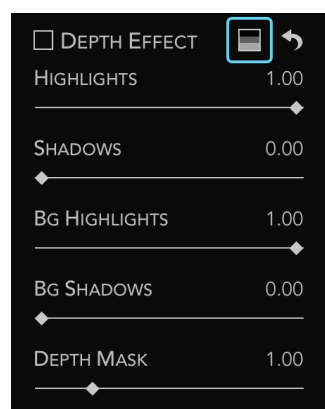 DEPTH EFFECT
HIGHLIGHTS 1.00
SHADOWS 0.00
BG HIGHLIGHTS 1.00
BG SHADOWS 0.00
DEPTH MASK 1.00